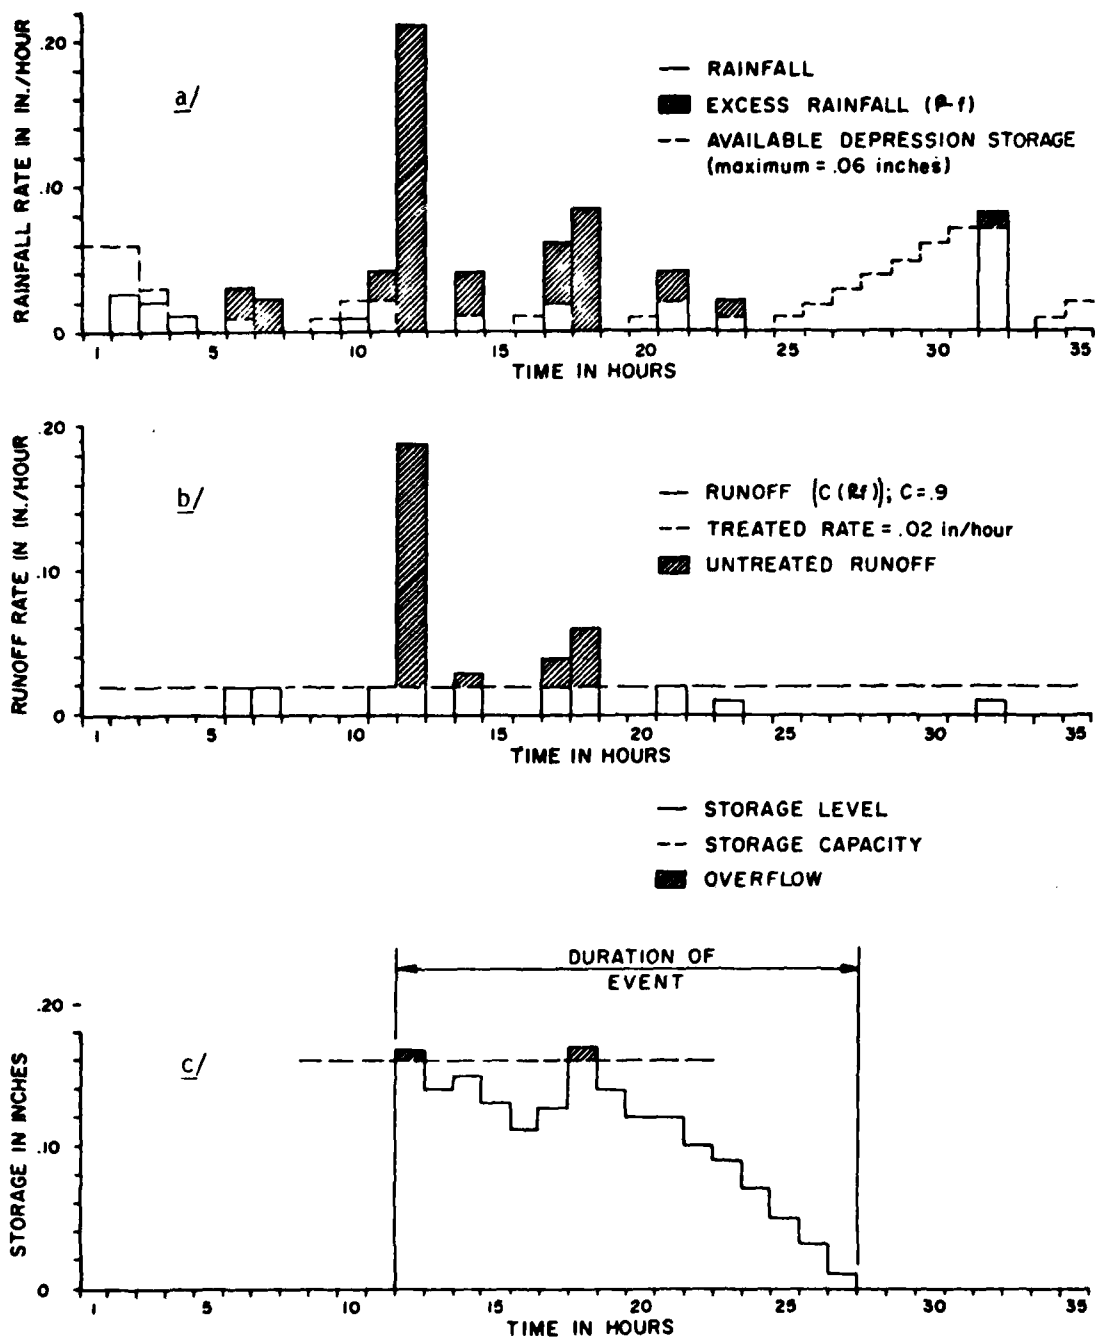 .20
.10
0
RAINFALL RATE IN IN./HOUR
a/
— RAINFALL
EXCESS RAINFALL (P-f)
-- AVAILABLE DEPRESSION STORAGE
(maximum = .06 inches)
1 5 10 15 20 25 30 35
TIME IN HOURS
.20
.10
0
RUNOFF RATE IN IN./HOUR
b/
— RUNOFF (C(P-f)); C=.9
-- TREATED RATE = .02 in/hour
UNTREATED RUNOFF
1 5 10 15 20 25 30 35
TIME IN HOURS
— STORAGE LEVEL
-- STORAGE CAPACITY
OVERFLOW
DURATION OF
EVENT
.20
.10
0
STORAGE IN INCHES
c/
1 5 10 15 20 25 30 35
TIME IN HOURS